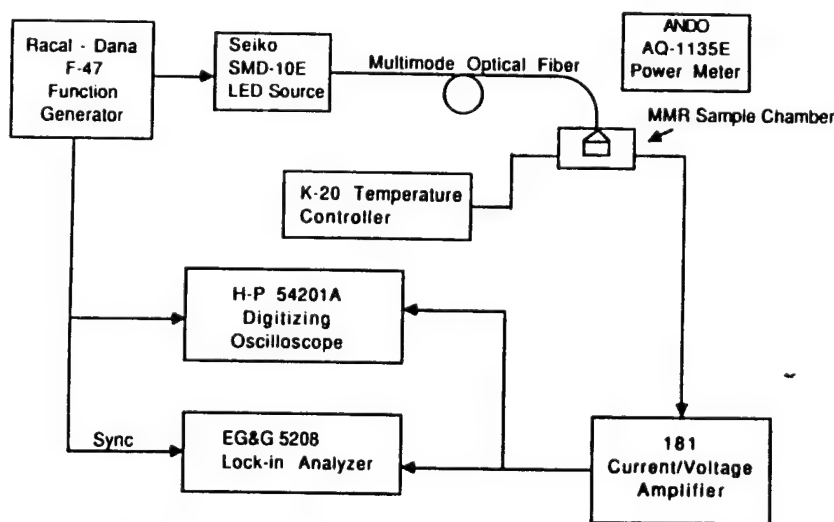 Racal - Dana
F-47
Function
Generator
Seiko
SMD-10E
LED Source
Multimode Optical Fiber
ANDO
AQ-1135E
Power Meter
MMR Sample Chamber
K-20 Temperature
Controller
H-P 54201A
Digitizing
Oscilloscope
Sync
EG&G 5208
Lock-in Analyzer
181
Current/Voltage
Amplifier